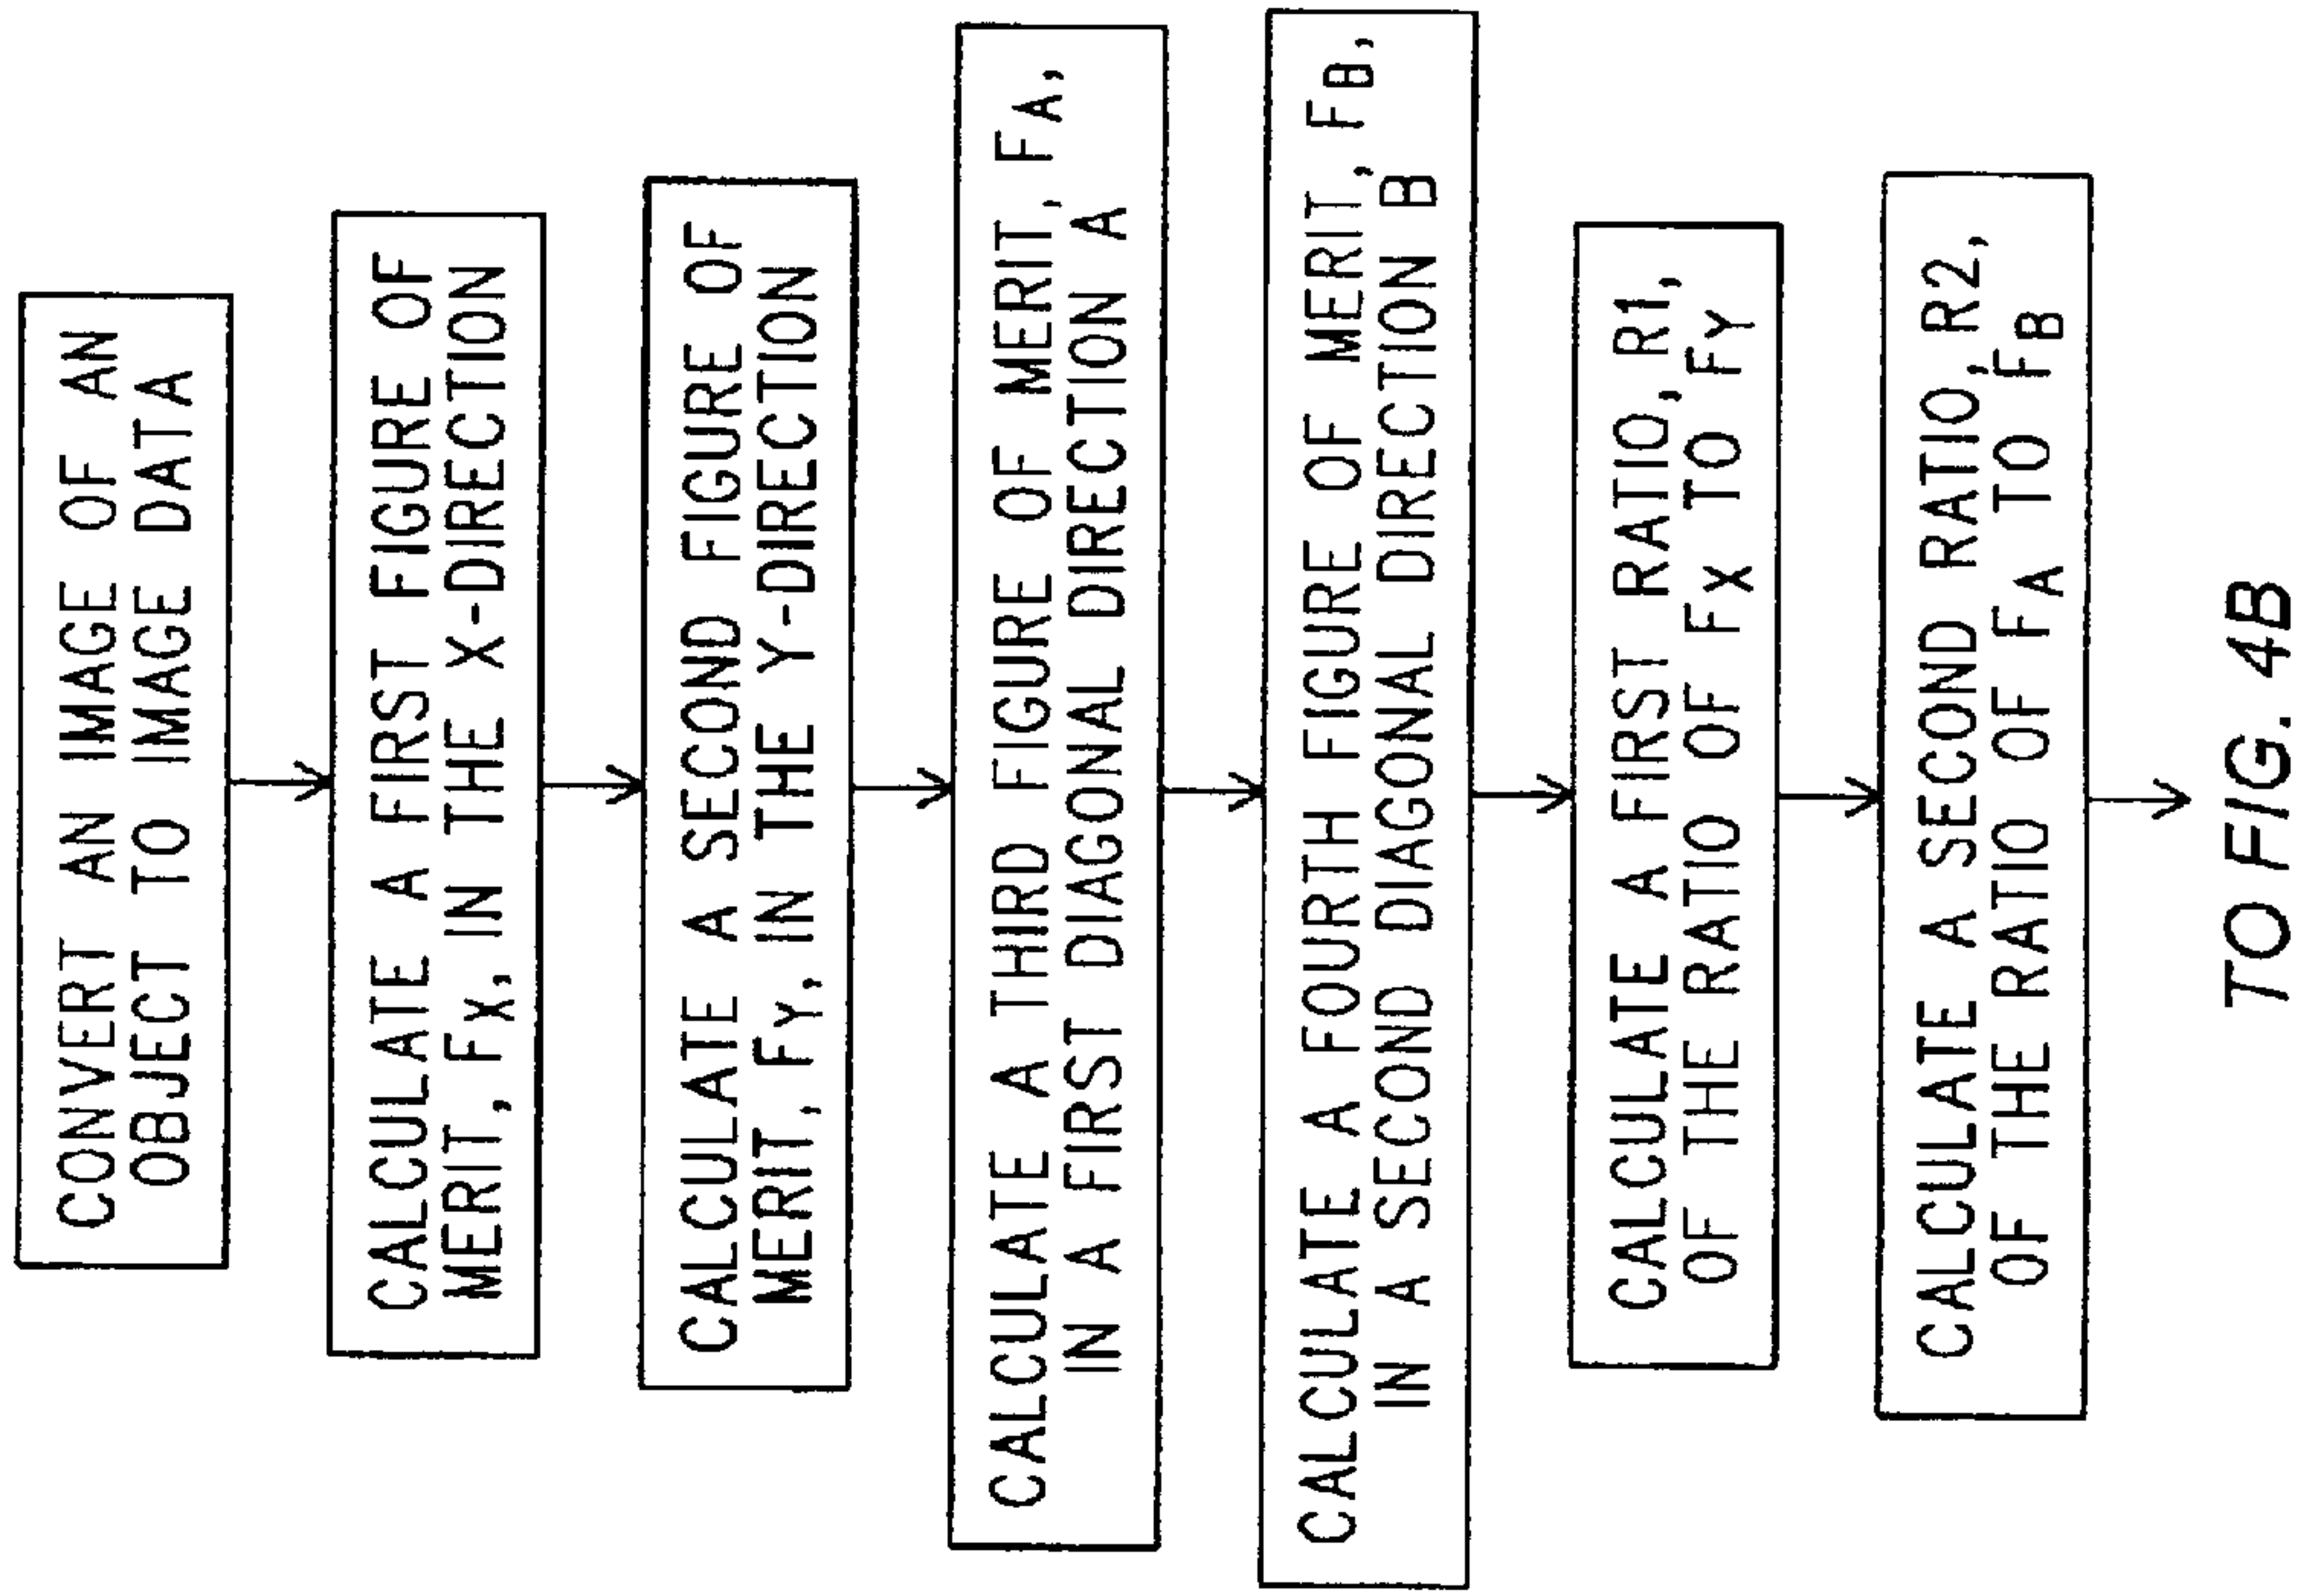 CONVERT AN IMAGE OF AN
OBJECT TO IMAGE DATA
CALCULATE A FIRST FIGURE OF
MERIT, FX, IN THE X-DIRECTION
CALCULATE A SECOND FIGURE OF
MERIT, FY, IN THE Y-DIRECTION
CALCULATE A THIRD FIGURE OF MERIT, FA,
IN A FIRST DIAGONAL DIRECTION A
CALCULATE A FOURTH FIGURE OF MERIT, FB,
IN A SECOND DIAGONAL DIRECTION B
CALCULATE A FIRST RATIO, R1,
OF THE RATIO OF FX TO FY
CALCULATE A SECOND RATIO, R2,
OF THE RATIO OF FA TO FB
TO FIG. 4B